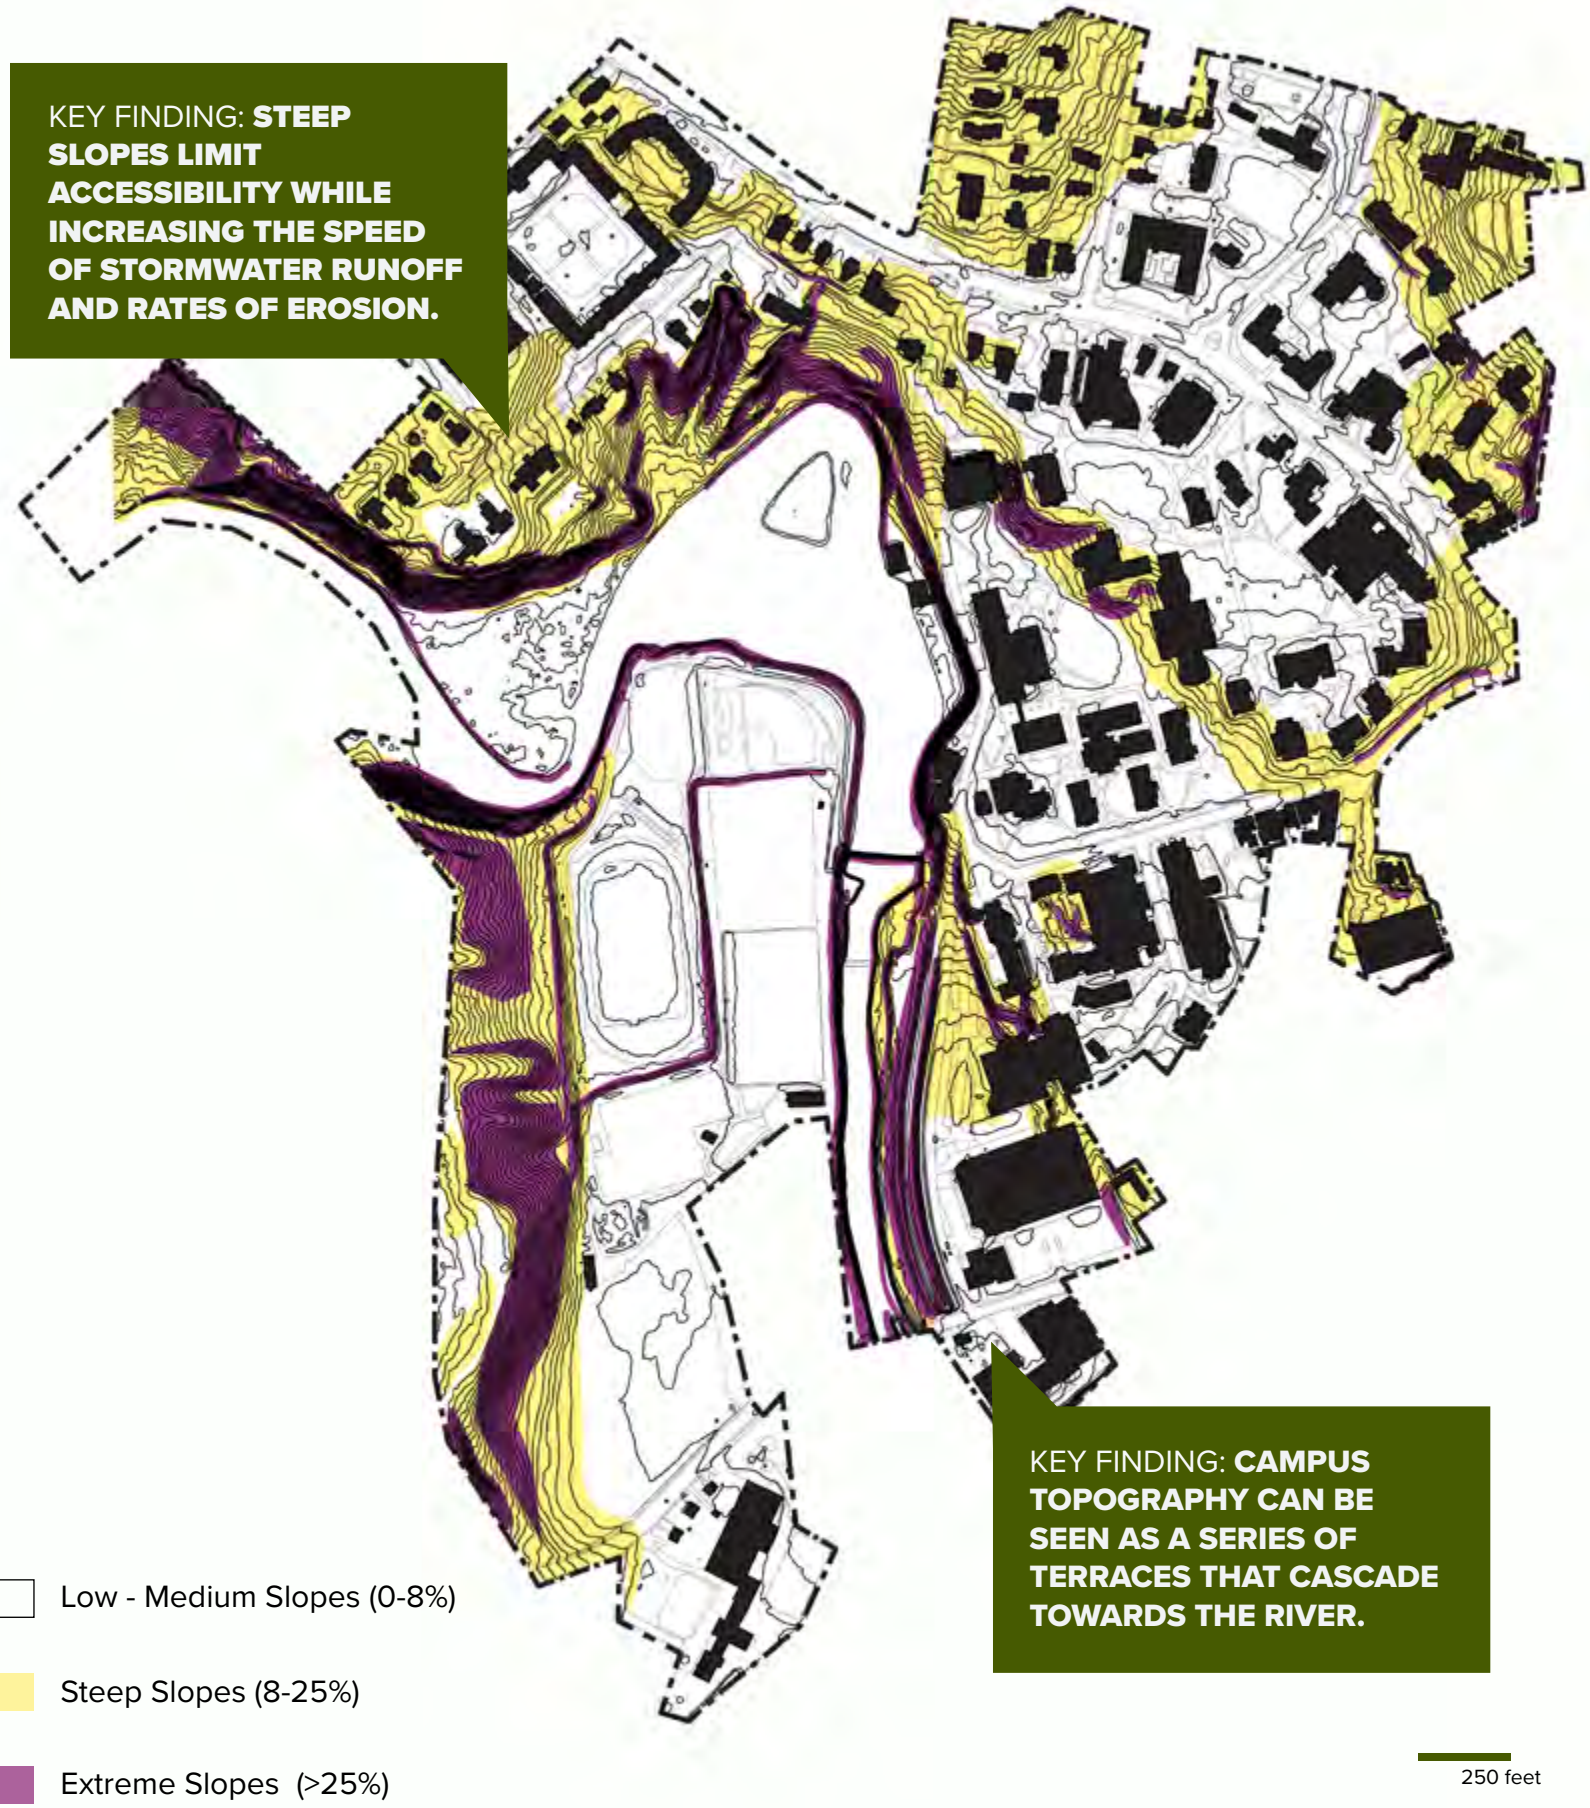 KEY FINDING: STEEP
SLOPES LIMIT
ACCESSIBILITY WHILE
INCREASING THE SPEED
OF STORMWATER RUNOFF
AND RATES OF EROSION.
KEY FINDING: CAMPUS
TOPOGRAPHY CAN BE
SEEN AS A SERIES OF
TERRACES THAT CASCADE
TOWARDS THE RIVER.
Low - Medium Slopes (0-8%)
Steep Slopes (8-25%)
Extreme Slopes (>25%)
250 feet